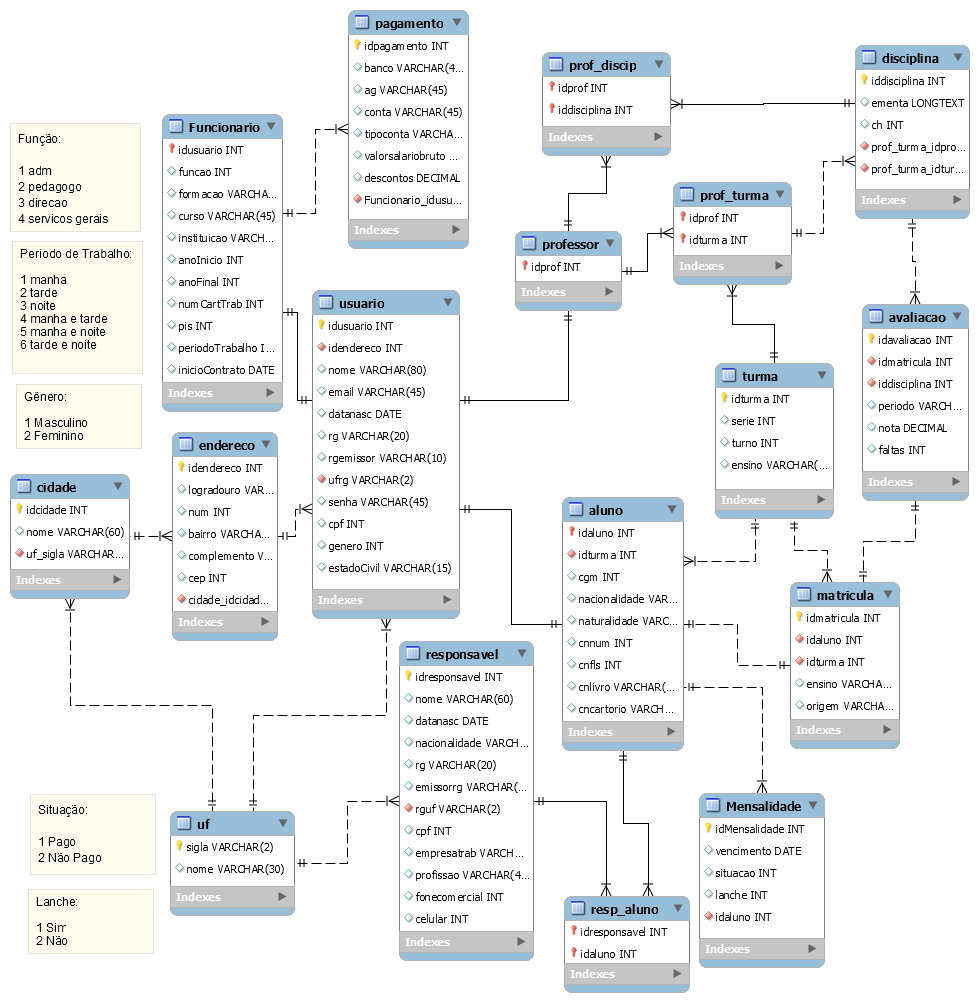 pagamento
idpagamento INT
banco VARCHAR(4...
ag VARCHAR(45)
conta VARCHAR(45)
tipoconta VARCHA...
valorsalariobruto ...
descontos DECIMAL
Funcionario_idusu...
Indexes
prof_discip
idprof INT
iddisciplina INT
Indexes
disciplina
iddisciplina INT
ementa LONGTEXT
ch INT
prof_turma_idpro...
prof_turma_idtur...
Indexes
Função:
1 adm
2 pedagogo
3 direcao
4 servicos gerais
Funcionario
idusuario INT
funcao INT
formacao VARCHA...
curso VARCHAR(45)
instituicao VARCH...
anoInicio INT
anoFinal INT
numCartTrab INT
pis INT
periodoTrabalho I...
inicioContrato DATE
Indexes
prof_turma
idprof INT
idturma INT
Indexes
professor
idprof INT
Indexes
Periodo de Trabalho:
1 manha
2 tarde
3 noite
4 manha e tarde
5 manha e noite
6 tarde e noite
usuario
idusuario INT
idendereco INT
nome VARCHAR(80)
email VARCHAR(45)
datanasc DATE
rg VARCHAR(20)
rgemissor VARCHAR(10)
ufrg VARCHAR(2)
senha VARCHAR(45)
cpf INT
genero INT
estadoCivil VARCHAR(15)
Indexes
avaliacao
idavaliacao INT
idmatricula INT
iddisciplina INT
periodo VARCH...
nota DECIMAL
faltas INT
Indexes
turma
idturma INT
serie INT
turno INT
ensino VARCHAR(...
Indexes
Gênero:
1 Masculino
2 Feminino
endereco
idendereco INT
logradouro VAR...
num INT
bairro VARCHA...
complemento V...
cep INT
cidade_idcidad...
Indexes
cidade
idcidade INT
nome VARCHAR(60)
uf_sigla VARCHAR...
Indexes
aluno
idaluno INT
idturma INT
cgm INT
nacionalidade VAR...
naturalidade VARC...
cnnum INT
cnfls INT
cnlivro VARCHAR(...
cncartorio VARCH...
Indexes
matricula
idmatricula INT
idaluno INT
idturma INT
ensino VARCHA...
origem VARCHA...
Indexes
responsavel
idresponsavel INT
nome VARCHAR(60)
datanasc DATE
nacionalidade VARCH...
rg VARCHAR(20)
emissorrg VARCHAR(...
rguf VARCHAR(2)
cpf INT
empresatrab VARCH...
profissao VARCHAR(4...
fonecomercial INT
celular INT
Indexes
Situação:
1 Pago
2 Não Pago
uf
sigla VARCHAR(2)
nome VARCHAR(30)
Indexes
Mensalidade
idMensalidade INT
vencimento DATE
situacao INT
lanche INT
idaluno INT
Indexes
Lanche:
1 Sim
2 Não
resp_aluno
idresponsavel INT
idaluno INT
Indexes